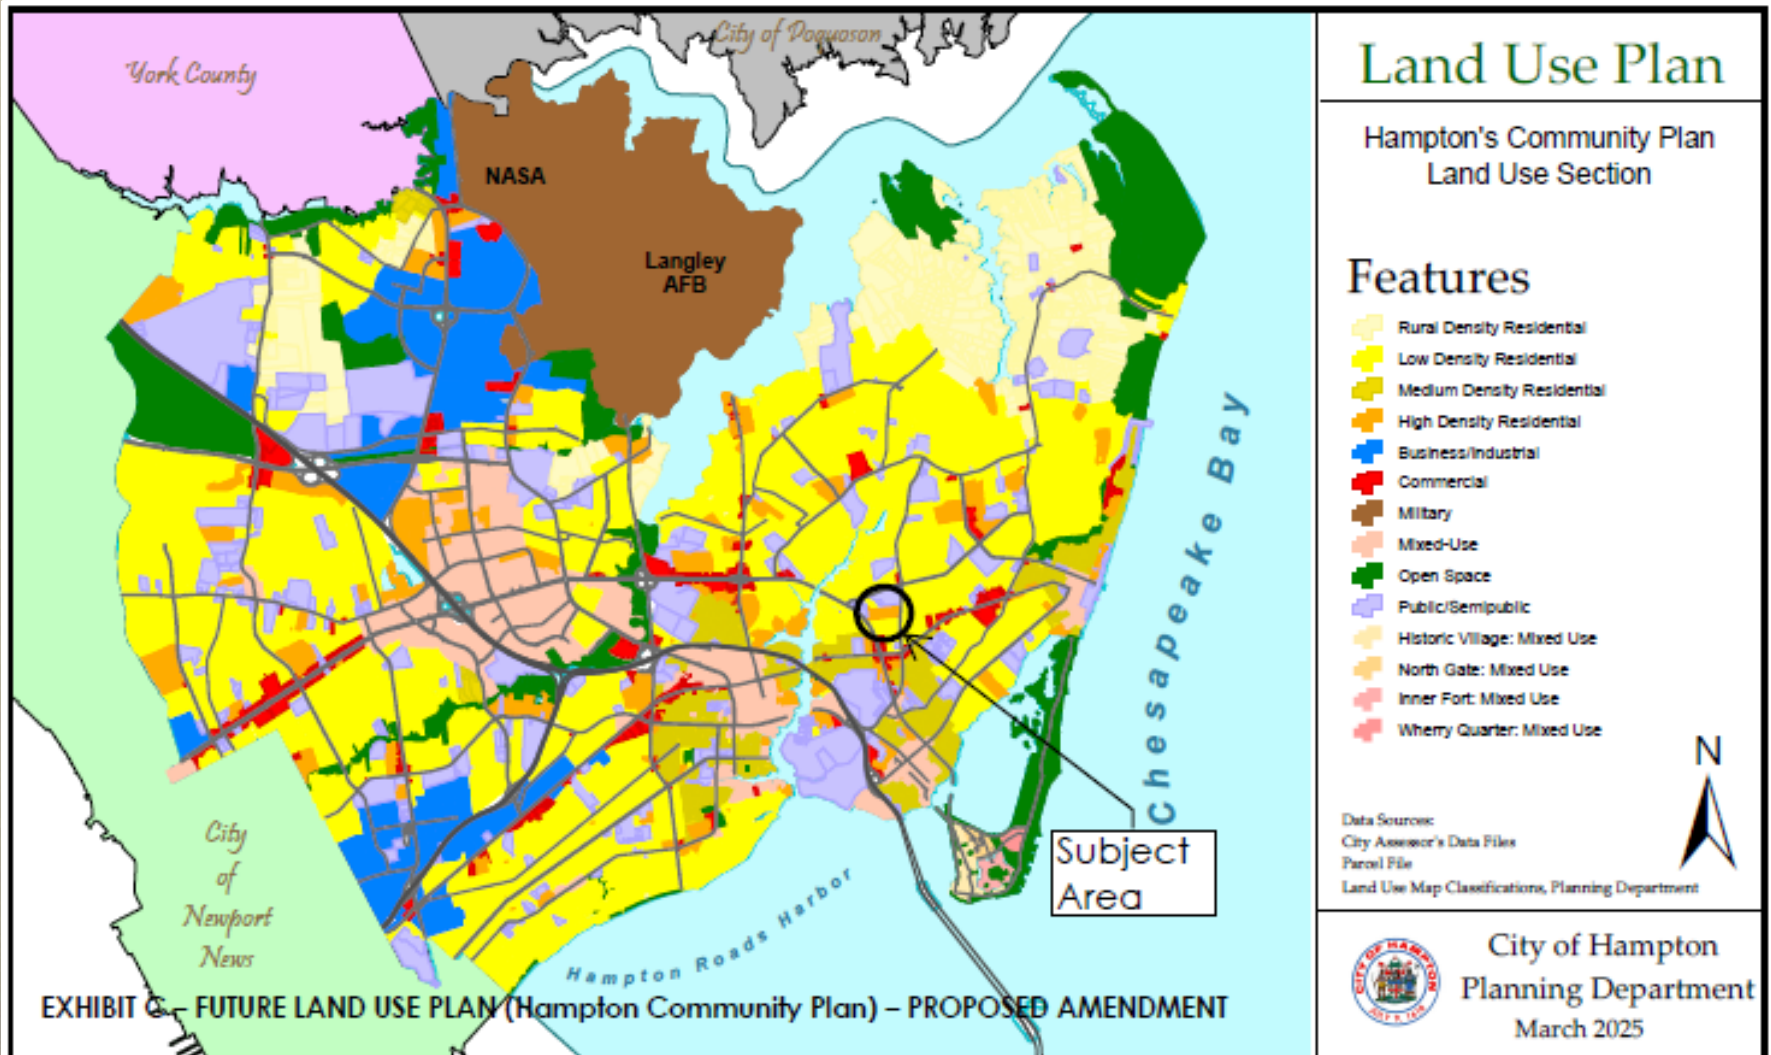 City of Poquoson
York County
NASA
Langley
AFB
Chesapeake Bay
City
of
Newport
News
Hampton Roads Harbor
Subject
Area
EXHIBIT C – FUTURE LAND USE PLAN (Hampton Community Plan) – PROPOSED AMENDMENT
Land Use Plan
Hampton's Community Plan
Land Use Section
Features
Rural Density Residential
Low Density Residential
Medium Density Residential
High Density Residential
Business/Industrial
Commercial
Military
Mixed-Use
Open Space
Public/Semipublic
Historic Village: Mixed Use
North Gate: Mixed Use
Inner Fort: Mixed Use
Wherry Quarter: Mixed Use
N
Data Sources:
City Assessor's Data Files
Parcel File
Land Use Map Classifications, Planning Department
CITY OF HAMPTON
City of Hampton
Planning Department
March 2025